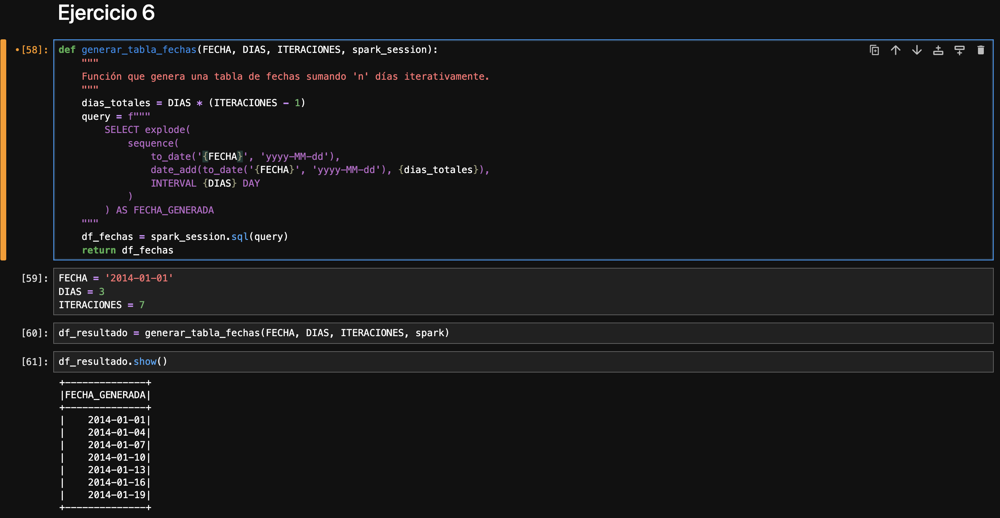 Ejercicio 6
•[58]: def generar_tabla_fechas(FECHA, DIAS, ITERACIONES, spark_session):
    """
    Función que genera una tabla de fechas sumando 'n' días iterativamente.
    """
    dias_totales = DIAS * (ITERACIONES - 1)
    query = f"""
        SELECT explode(
            sequence(
                to_date('{FECHA}', 'yyyy-MM-dd'),
                date_add(to_date('{FECHA}', 'yyyy-MM-dd'), {dias_totales}),
                INTERVAL {DIAS} DAY
            )
        ) AS FECHA_GENERADA
    """
    df_fechas = spark_session.sql(query)
    return df_fechas
[59]: FECHA = '2014-01-01'
DIAS = 3
ITERACIONES = 7
[60]: df_resultado = generar_tabla_fechas(FECHA, DIAS, ITERACIONES, spark)
[61]: df_resultado.show()
+--------------+
|FECHA_GENERADA|
+--------------+
|    2014-01-01|
|    2014-01-04|
|    2014-01-07|
|    2014-01-10|
|    2014-01-13|
|    2014-01-16|
|    2014-01-19|
+--------------+